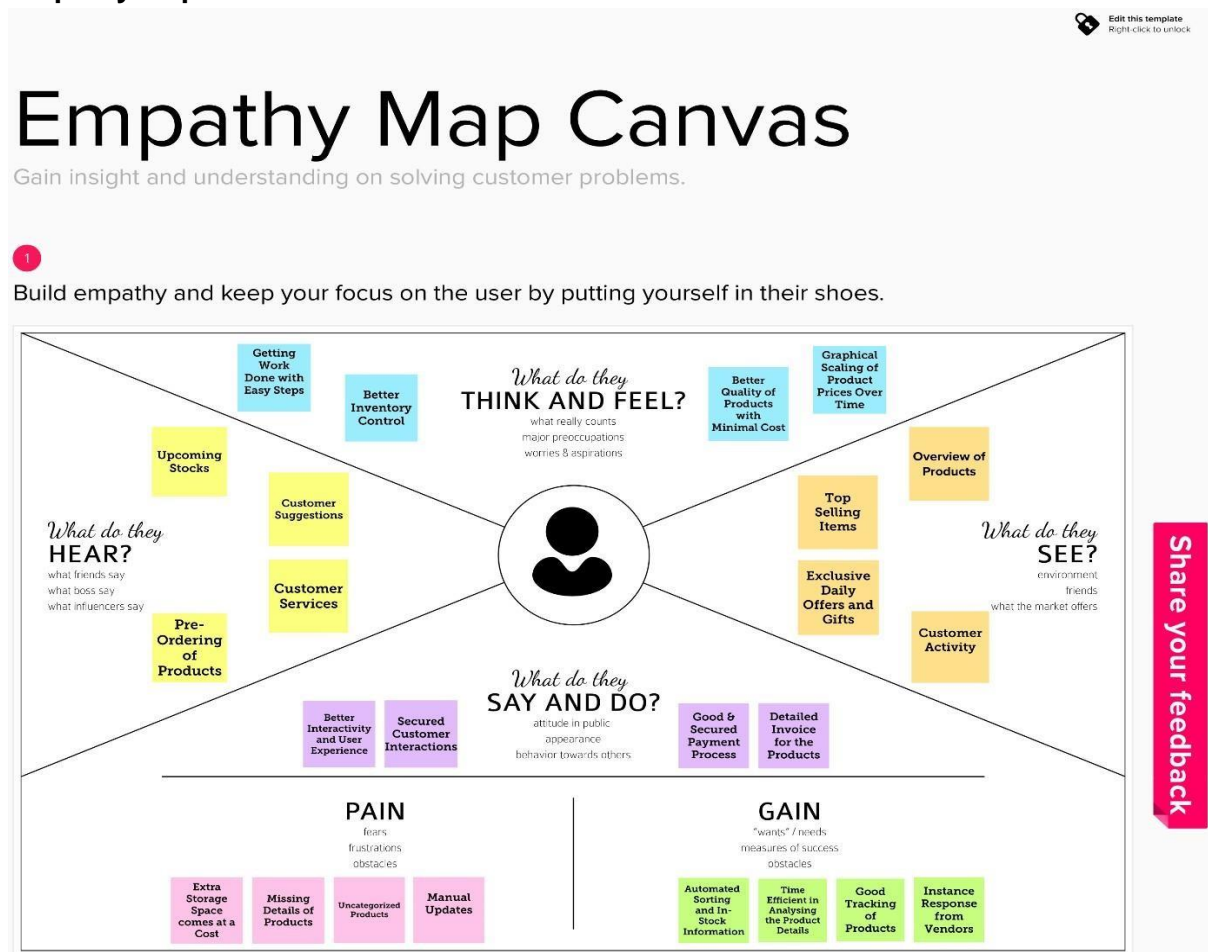 Edit this template
Right-click to unlock
Empathy Map Canvas
Gain insight and understanding on solving customer problems.
1
Build empathy and keep your focus on the user by putting yourself in their shoes.
Getting
Work
Done with
Easy Steps
Better
Inventory
Control
What do they
THINK AND FEEL?
what really counts
major preoccupations
worries & aspirations
Better
Quality of
Products
with
Minimal Cost
Graphical
Scaling of
Product
Prices Over
Time
Upcoming
Stocks
Customer
Suggestions
What do they
HEAR?
what friends say
what boss say
what influencers say
Customer
Services
Pre-
Ordering
of
Products
Overview of
Products
Top
Selling
Items
What do they
SEE?
environment
friends
what the market offers
Exclusive
Daily
Offers and
Gifts
Customer
Activity
What do they
SAY AND DO?
attitude in public
appearance
behavior towards others
Better
Interactivity
and User
Experience
Secured
Customer
Interactions
Good &
Secured
Payment
Process
Detailed
Invoice
for the
Products
PAIN
fears
frustrations
obstacles
Extra
Storage
Space
comes at a
Cost
Missing
Details of
Products
Uncategorized
Products
Manual
Updates
GAIN
"wants" / needs
measures of success
obstacles
Automated
Sorting
and In-
Stock
Information
Time
Efficient in
Analysing
the Product
Details
Good
Tracking
of
Products
Instance
Response
from
Vendors
Share your feedback